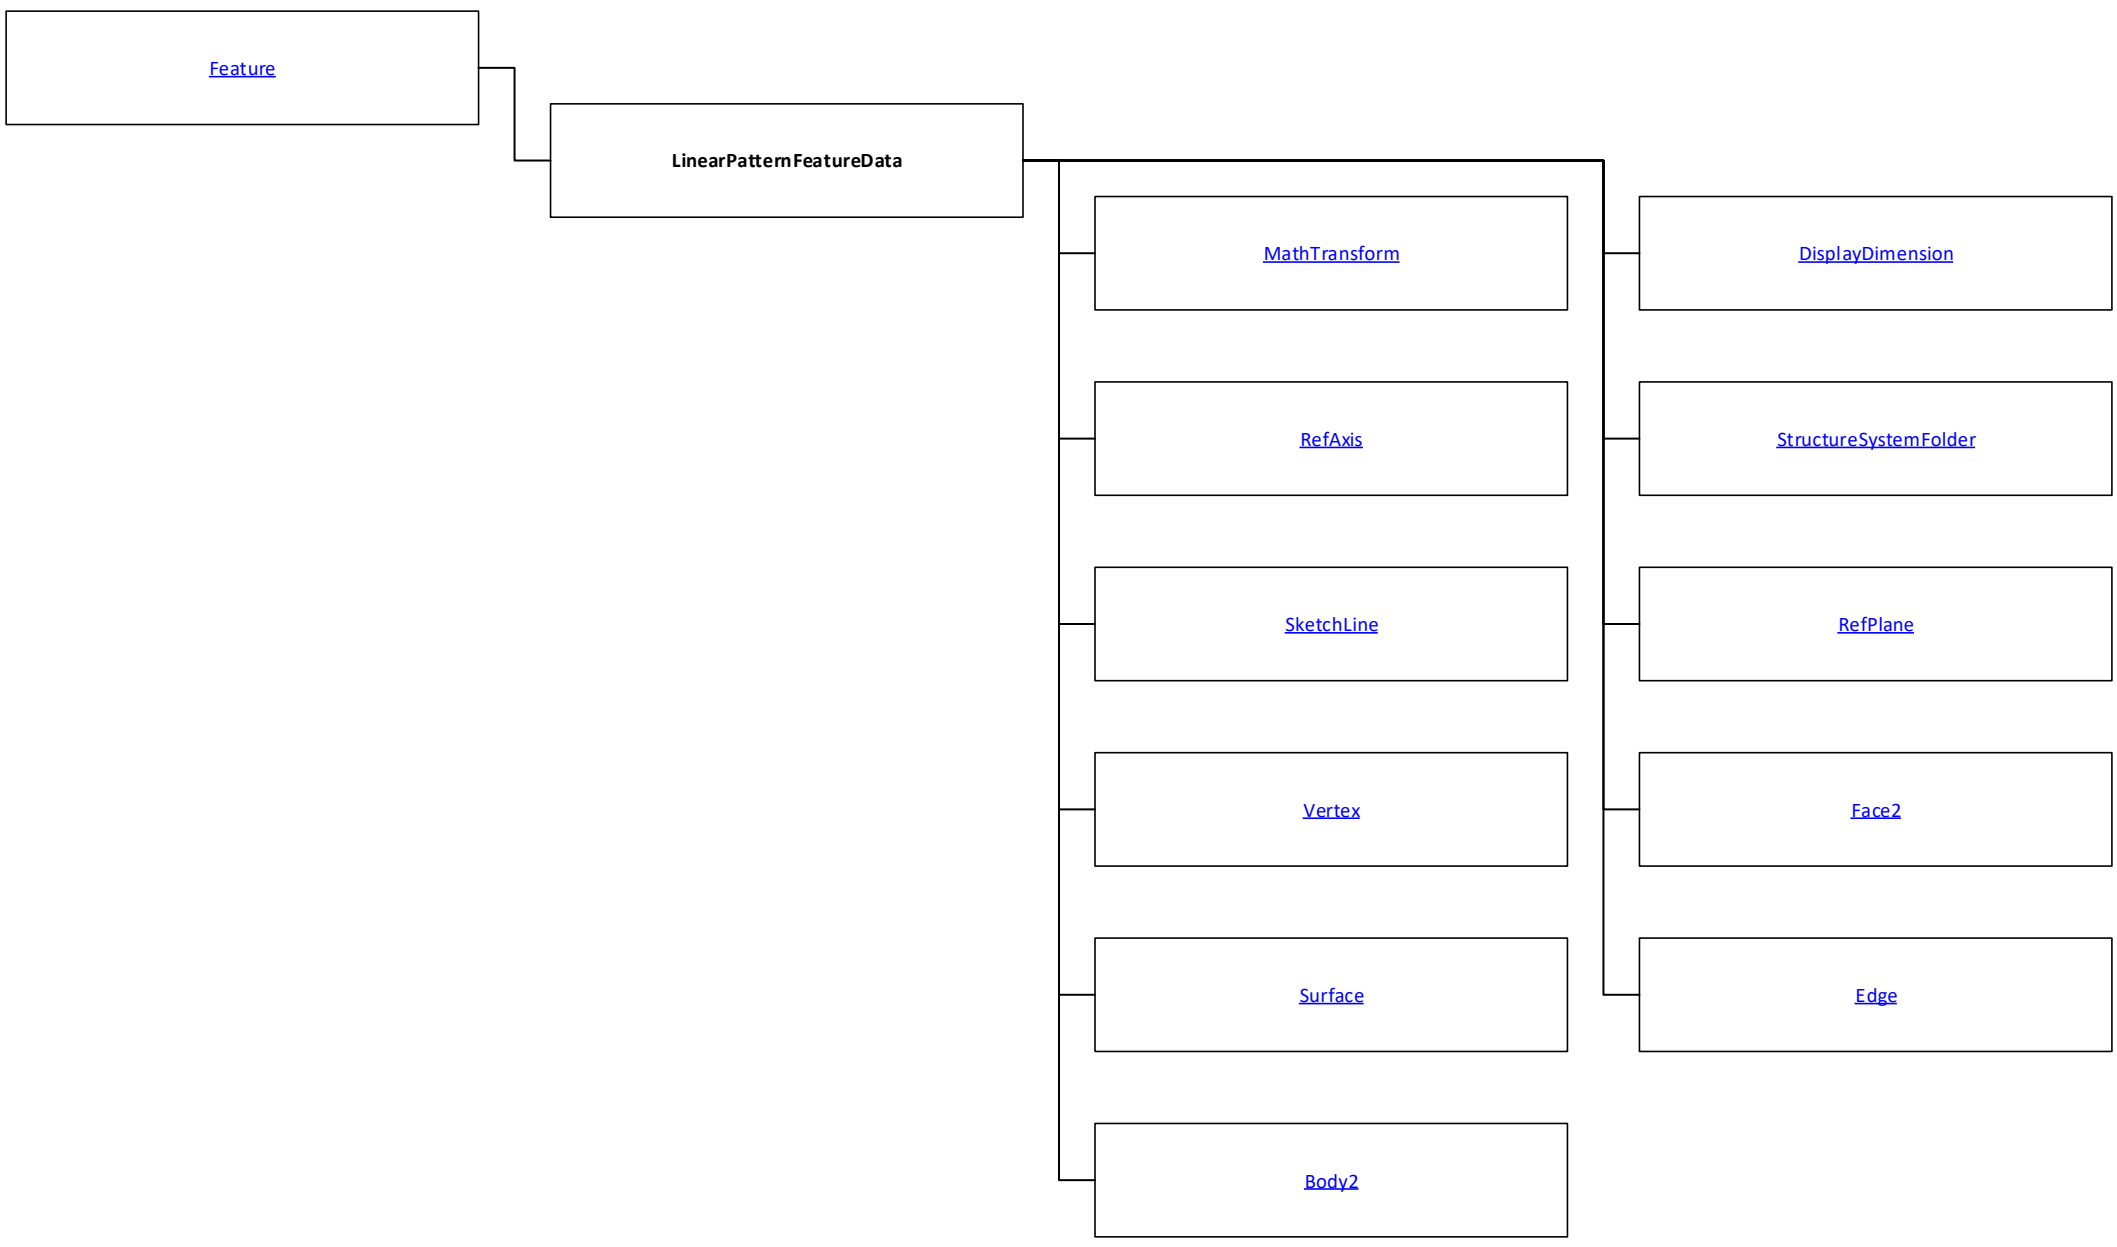 Feature
LinearPatternFeatureData
MathTransform
DisplayDimension
RefAxis
StructureSystemFolder
SketchLine
RefPlane
Vertex
Face2
Surface
Edge
Body2